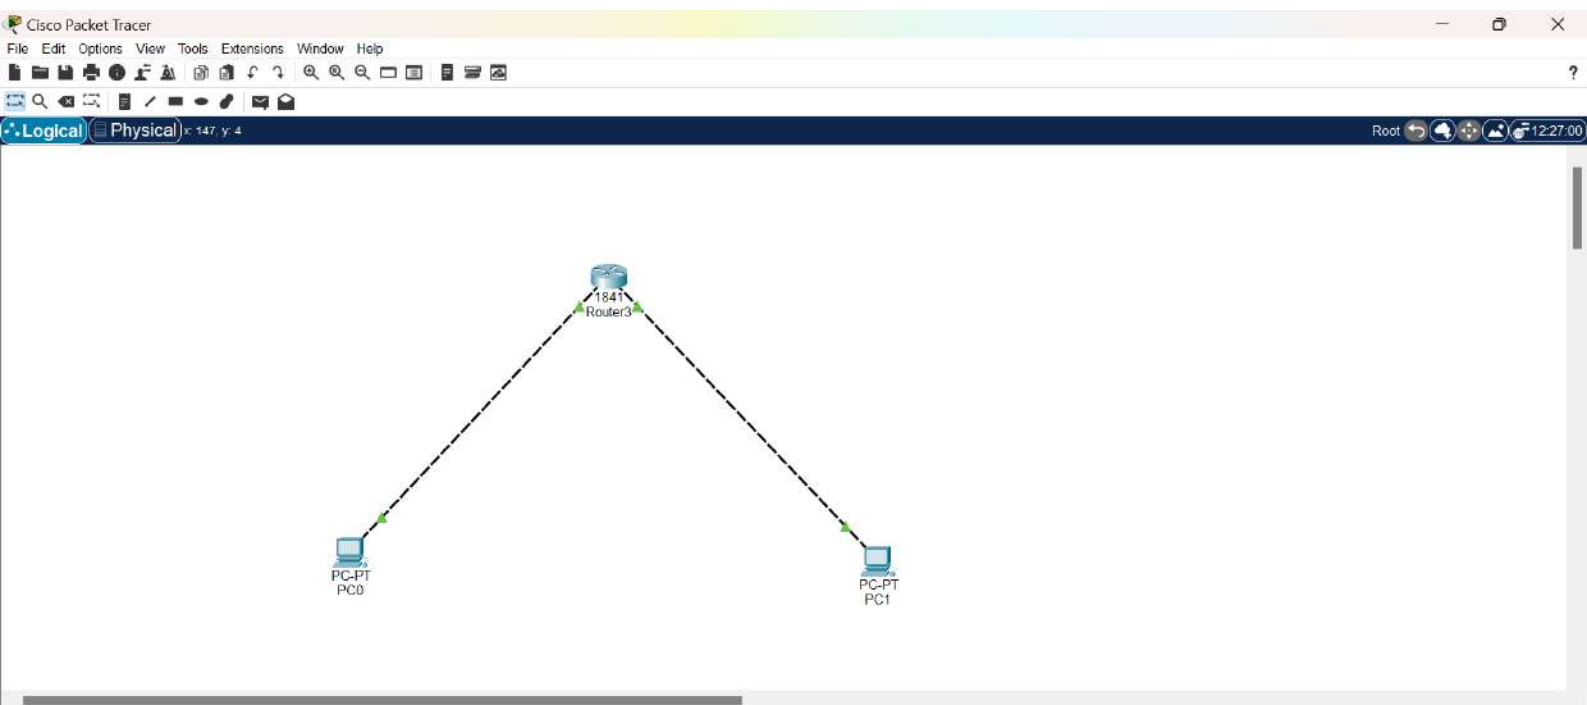 Cisco Packet Tracer
File Edit Options View Tools Extensions Window Help
?
Logical Physical x: 147, y: 4 Root 12:27:00
1841
Router3
PC-PT
PC0
PC-PT
PC1